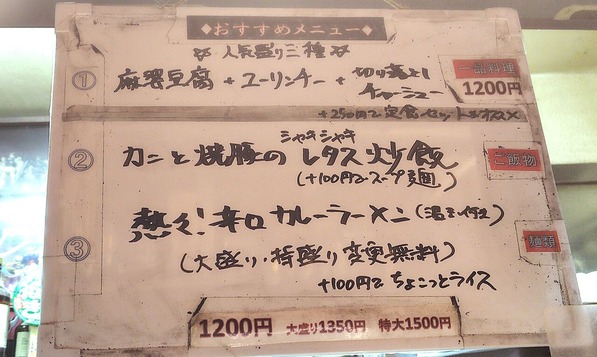 ◆おすすめメニュー◆
人気盛り三種
① 麻婆豆腐 + ユーリンチー + 切り落としチャーシュー 一品料理 1200円
+250円で定食セットもオススメ
シャキシャキ
② カニと焼豚のレタス炒飯 ご飯物
(+100円でスープ麺)
熱々!辛口カレーラーメン 麺類
③ (大盛り・特盛り変更無料)
+100円でちょこっとライス
1200円 大盛り1350円 特大1500円